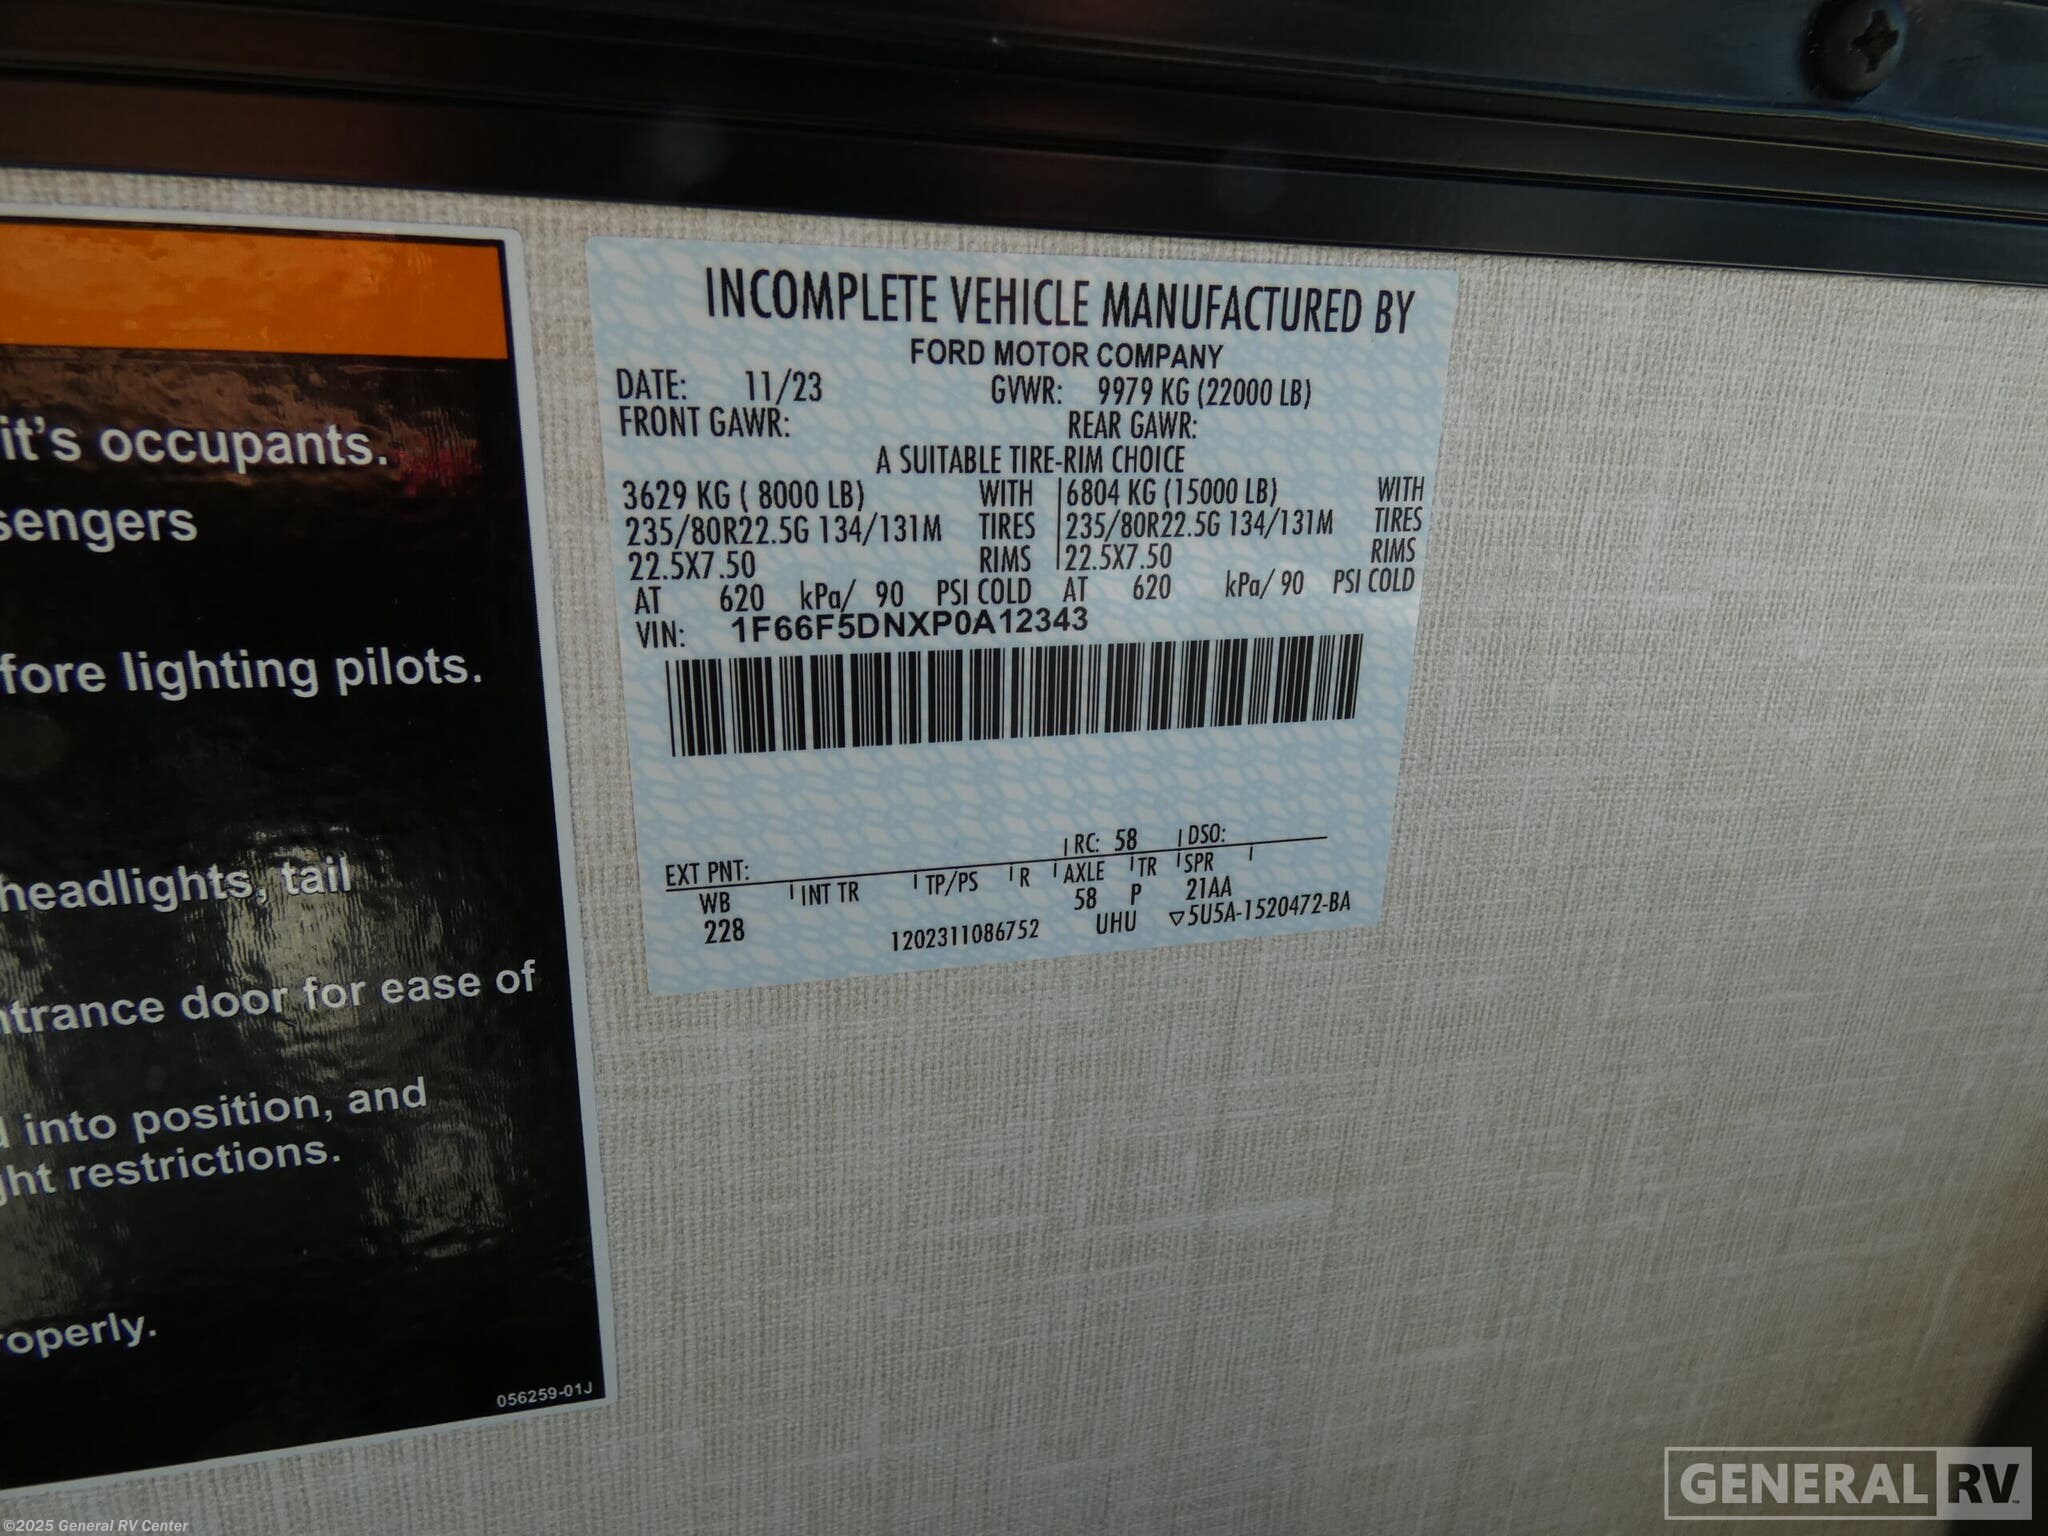 it's occupants.
sengers
fore lighting pilots.
headlights, tail
ntrance door for ease of
d into position, and
ght restrictions.
roperly.
056259-01J
INCOMPLETE VEHICLE MANUFACTURED BY
FORD MOTOR COMPANY
DATE: 11/23 GVWR: 9979 KG (22000 LB)
FRONT GAWR: REAR GAWR:
A SUITABLE TIRE-RIM CHOICE
3629 KG ( 8000 LB) WITH 6804 KG (15000 LB) WITH
235/80R22.5G 134/131M TIRES 235/80R22.5G 134/131M TIRES
22.5X7.50 RIMS 22.5X7.50 RIMS
AT 620 kPa/ 90 PSI COLD AT 620 kPa/ 90 PSI COLD
VIN: 1F66F5DNXP0A12343
EXT PNT: RC: 58 DSO:
WB INT TR TP/PS R AXLE TR SPR
228 58 P 21AA
1202311086752 UHU ▽5U5A-1520472-BA
GENERAL RV™
©2025 General RV Center